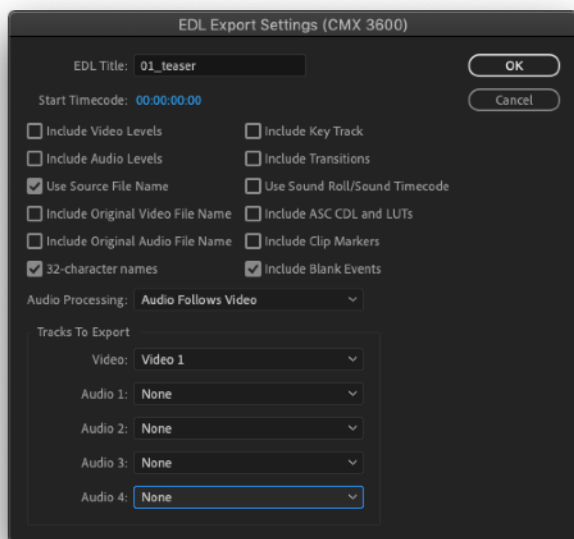 EDL Export Settings (CMX 3600)
EDL Title: 01_teaser
OK
Start Timecode: 00:00:00:00
Cancel
Include Video Levels
Include Key Track
Include Audio Levels
Include Transitions
Use Source File Name
Use Sound Roll/Sound Timecode
Include Original Video File Name
Include ASC CDL and LUTs
Include Original Audio File Name
Include Clip Markers
32-character names
Include Blank Events
Audio Processing: Audio Follows Video
Tracks To Export
Video: Video 1
Audio 1: None
Audio 2: None
Audio 3: None
Audio 4: None